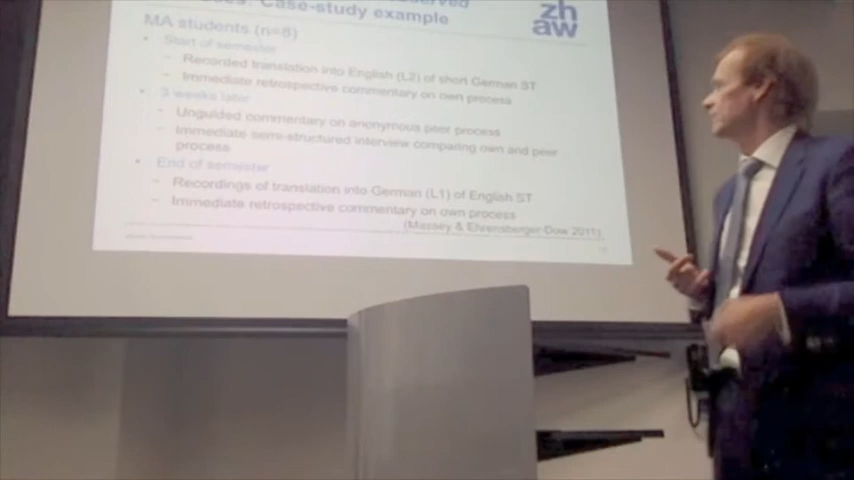 Case-study example
zh
aw
MA students (n=8)
Start of semester
Recorded translation into English (L2) of short German ST
Immediate retrospective commentary on own process
3 weeks later
Unguided commentary on anonymous peer process
Immediate semi-structured interview comparing own and peer
process
End of semester
Recordings of translation into German (L1) of English ST
Immediate retrospective commentary on own process
(Massey & Ehrensberger-Dow 2011)